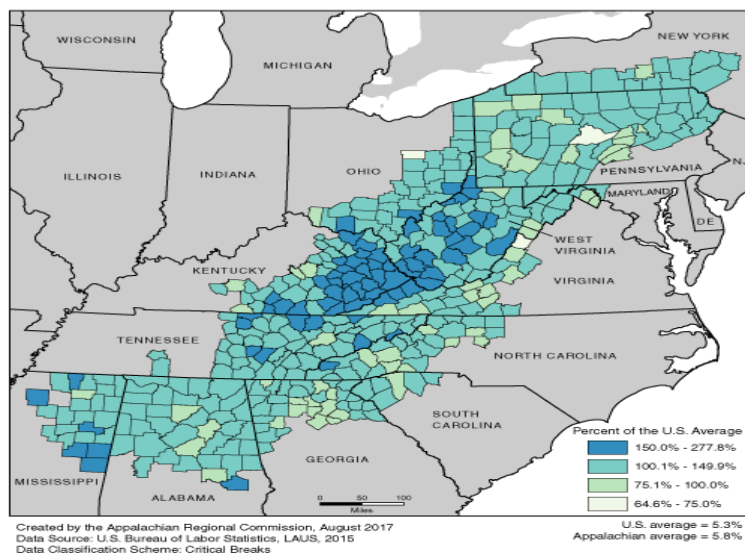 WISCONSIN
MICHIGAN
NEW YORK
ILLINOIS
INDIANA
OHIO
PENNSYLVANIA
N
MARYLAND
DE
WEST
VIRGINIA
VIRGINIA
KENTUCKY
TENNESSEE
NORTH CAROLINA
SOUTH
CAROLINA
GEORGIA
ALABAMA
MISSISSIPPI
Percent of the U.S. Average
150.0% - 277.8%
100.1% - 149.9%
75.1% - 100.0%
64.6% - 75.0%
0 50 100
Miles
Created by the Appalachian Regional Commission, August 2017
Data Source: U.S. Bureau of Labor Statistics, LAUS, 2015
Data Classification Scheme: Critical Breaks
U.S. average = 5.3%
Appalachian average = 5.8%